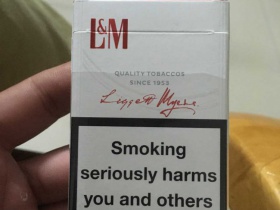 L&M
QUALITY TOBACCOS
SINCE 1953
Liggett Myers
Smoking
seriously harms
you and others